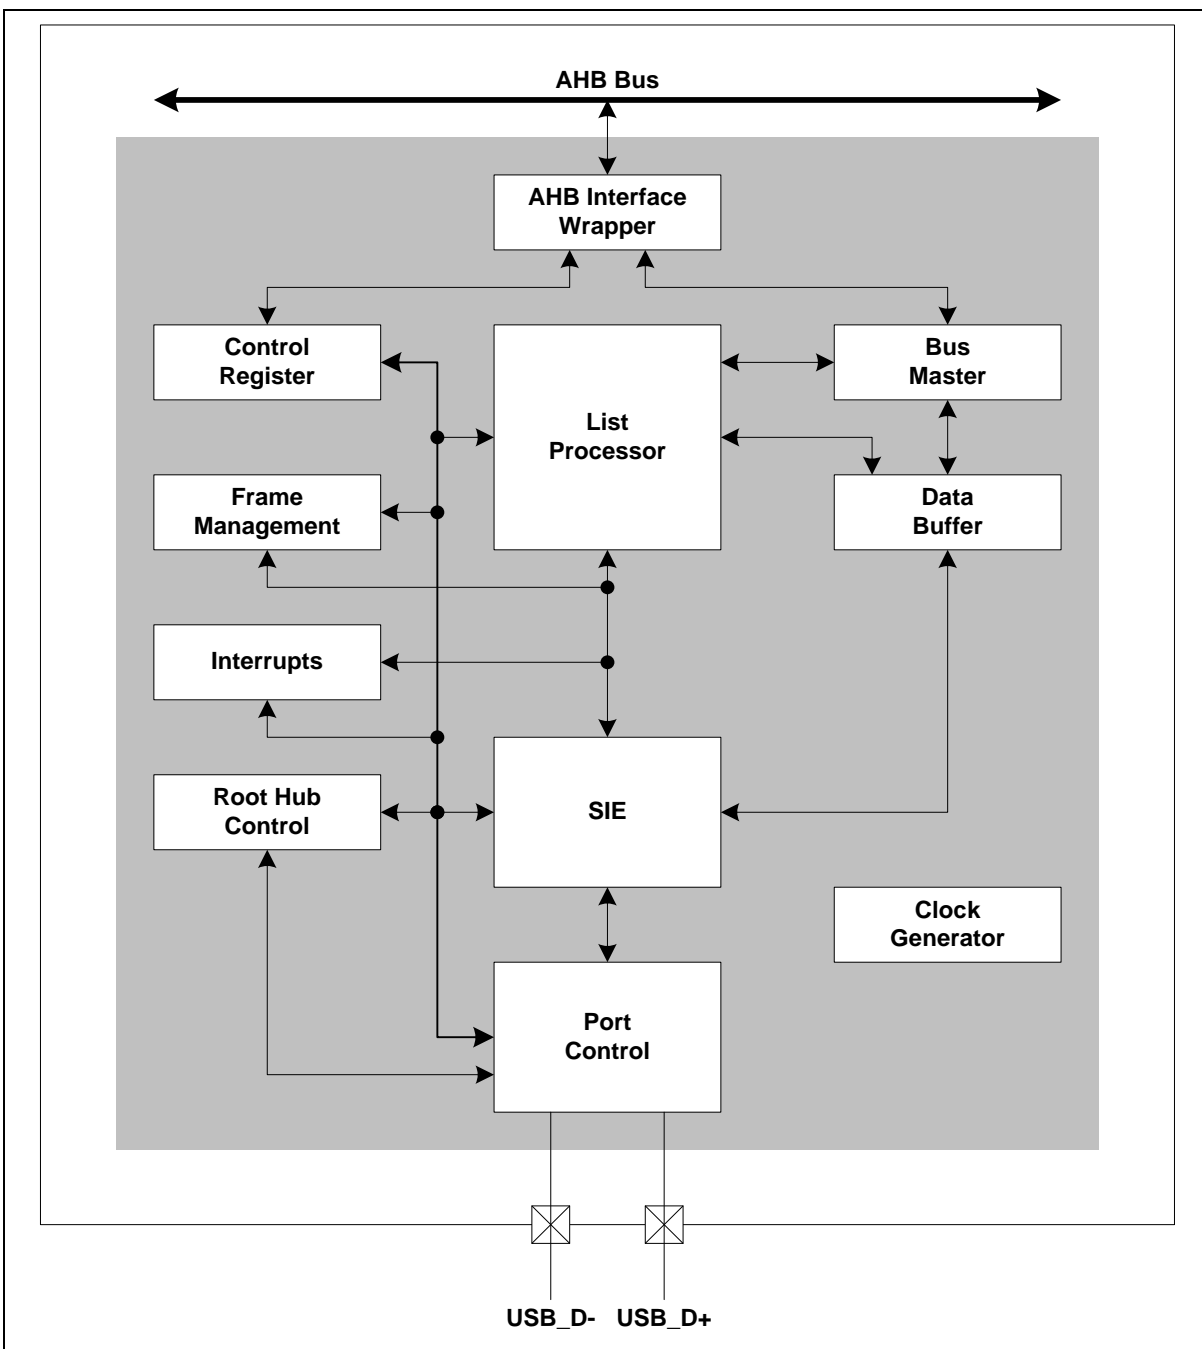 AHB Bus
AHB Interface
Wrapper
Control
Register
List
Processor
Bus
Master
Frame
Management
Data
Buffer
Interrupts
Root Hub
Control
SIE
Clock
Generator
Port
Control
USB_D-
USB_D+